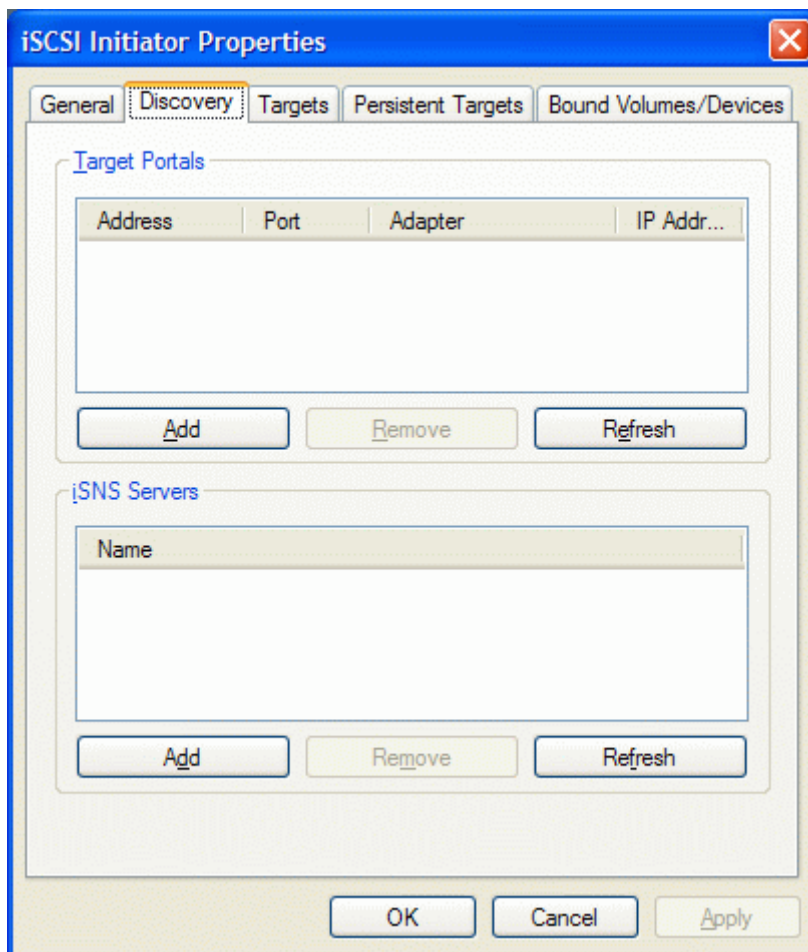 iSCSI Initiator Properties
General Discovery Targets Persistent Targets Bound Volumes/Devices
Target Portals
Address Port Adapter IP Addr...
Add Remove Refresh
iSNS Servers
Name
Add Remove Refresh
OK Cancel Apply